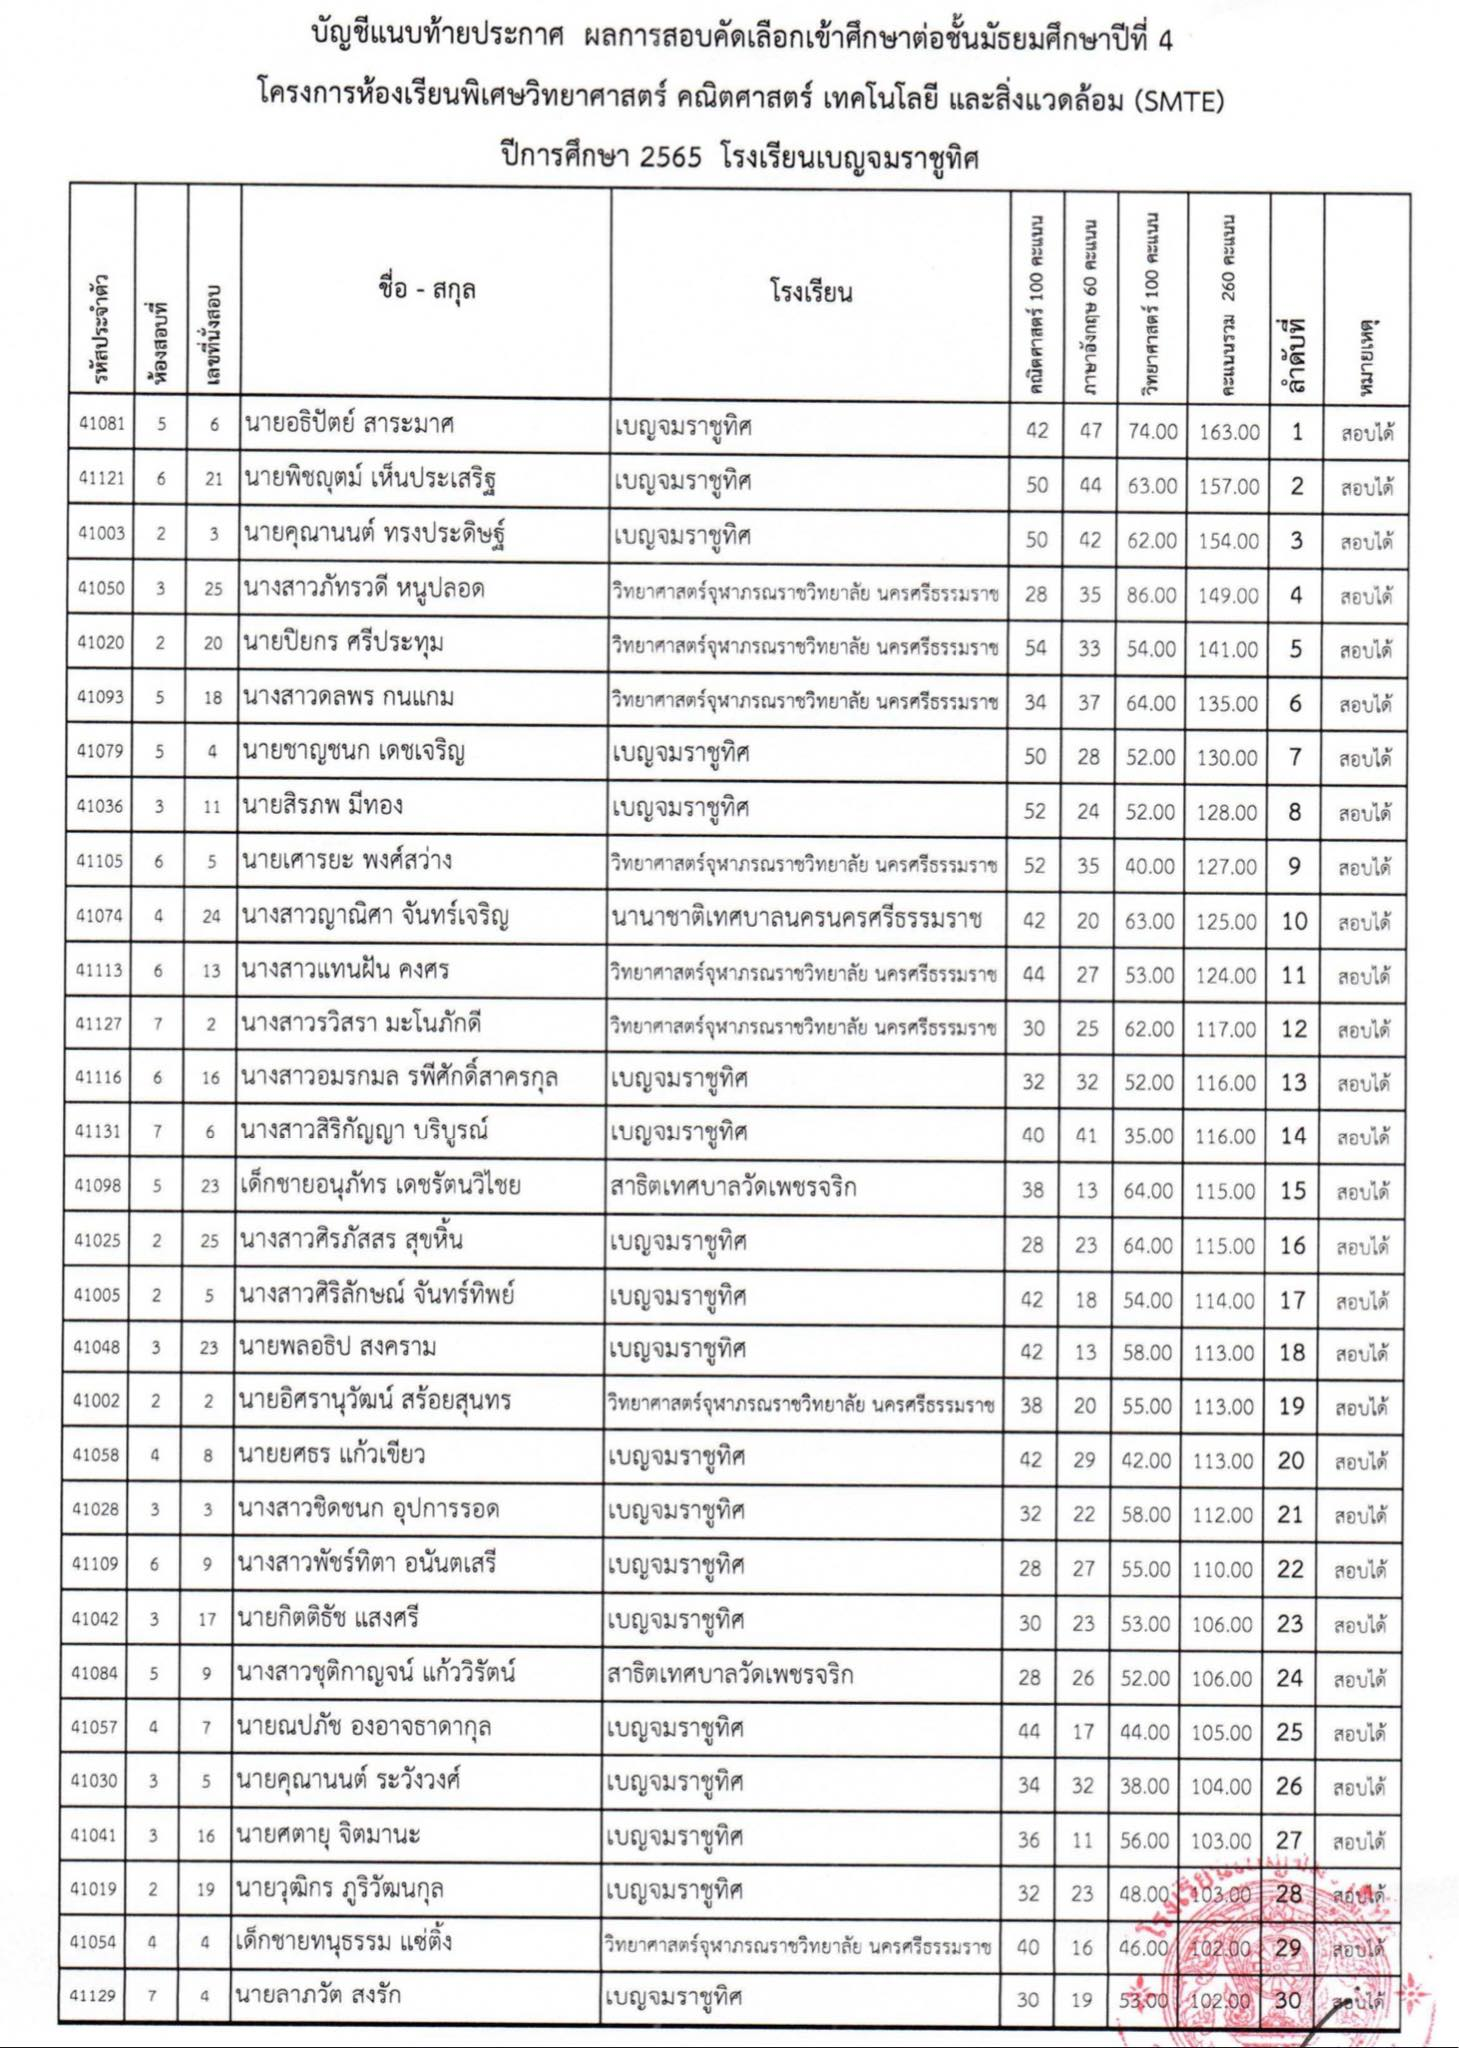 บัญชีแนบท้ายประกาศ ผลการสอบคัดเลือกเข้าศึกษาต่อชั้นมัธยมศึกษาปีที่ 4
โครงการห้องเรียนพิเศษวิทยาศาสตร์ คณิตศาสตร์ เทคโนโลยี และสิ่งแวดล้อม (SMTE)
ปีการศึกษา 2565 โรงเรียนเบญจมราชูทิศ
รหัสประจำตัว ห้องสอบที่ เลขที่นั่งสอบ ชื่อ - สกุล โรงเรียน คณิตศาสตร์ 100 คะแนน ภาษาอังกฤษ 60 คะแนน วิทยาศาสตร์ 100 คะแนน คะแนนรวม 260 คะแนน ลำดับที่ หมายเหตุ
41081 5 6 นายอธิปัตย์ สาระมาศ เบญจมราชูทิศ 42 47 74.00 163.00 1 สอบได้
41121 6 21 นายพิชญุตม์ เห็นประเสริฐ เบญจมราชูทิศ 50 44 63.00 157.00 2 สอบได้
41003 2 3 นายคุณานนต์ ทรงประดิษฐ์ เบญจมราชูทิศ 50 42 62.00 154.00 3 สอบได้
41050 3 25 นางสาวภัทรวดี หนูปลอด วิทยาศาสตร์จุฬาภรณราชวิทยาลัย นครศรีธรรมราช 28 35 86.00 149.00 4 สอบได้
41020 2 20 นายปิยกร ศรีประทุม วิทยาศาสตร์จุฬาภรณราชวิทยาลัย นครศรีธรรมราช 54 33 54.00 141.00 5 สอบได้
41093 5 18 นางสาวดลพร กนแกม วิทยาศาสตร์จุฬาภรณราชวิทยาลัย นครศรีธรรมราช 34 37 64.00 135.00 6 สอบได้
41079 5 4 นายชาญชนก เดชเจริญ เบญจมราชูทิศ 50 28 52.00 130.00 7 สอบได้
41036 3 11 นายสิรภพ มีทอง เบญจมราชูทิศ 52 24 52.00 128.00 8 สอบได้
41105 6 5 นายเศารยะ พงศ์สว่าง วิทยาศาสตร์จุฬาภรณราชวิทยาลัย นครศรีธรรมราช 52 35 40.00 127.00 9 สอบได้
41074 4 24 นางสาวญาณิศา จันทร์เจริญ นานาชาติเทศบาลนครนครศรีธรรมราช 42 20 63.00 125.00 10 สอบได้
41113 6 13 นางสาวแทนฝัน คงศร วิทยาศาสตร์จุฬาภรณราชวิทยาลัย นครศรีธรรมราช 44 27 53.00 124.00 11 สอบได้
41127 7 2 นางสาวรวิสรา มะโนภักดี วิทยาศาสตร์จุฬาภรณราชวิทยาลัย นครศรีธรรมราช 30 25 62.00 117.00 12 สอบได้
41116 6 16 นางสาวอมรกมล รพีศักดิ์สาครกุล เบญจมราชูทิศ 32 32 52.00 116.00 13 สอบได้
41131 7 6 นางสาวสิริกัญญา บริบูรณ์ เบญจมราชูทิศ 40 41 35.00 116.00 14 สอบได้
41098 5 23 เด็กชายอนุภัทร เดชรัตนวิไชย สาธิตเทศบาลวัดเพชรจริก 38 13 64.00 115.00 15 สอบได้
41025 2 25 นางสาวศิรภัสสร สุขหิ้น เบญจมราชูทิศ 28 23 64.00 115.00 16 สอบได้
41005 2 5 นางสาวศิริลักษณ์ จันทร์ทิพย์ เบญจมราชูทิศ 42 18 54.00 114.00 17 สอบได้
41048 3 23 นายพลอธิป สงคราม เบญจมราชูทิศ 42 13 58.00 113.00 18 สอบได้
41002 2 2 นายอิศรานุวัฒน์ สร้อยสุนทร วิทยาศาสตร์จุฬาภรณราชวิทยาลัย นครศรีธรรมราช 38 20 55.00 113.00 19 สอบได้
41058 4 8 นายยศธร แก้วเขียว เบญจมราชูทิศ 42 29 42.00 113.00 20 สอบได้
41028 3 3 นางสาวชิดชนก อุปการรอด เบญจมราชูทิศ 32 22 58.00 112.00 21 สอบได้
41109 6 9 นางสาวพัชร์ทิตา อนันตเสรี เบญจมราชูทิศ 28 27 55.00 110.00 22 สอบได้
41042 3 17 นายกิตติธัช แสงศรี เบญจมราชูทิศ 30 23 53.00 106.00 23 สอบได้
41084 5 9 นางสาวชุติกาญจน์ แก้ววิรัตน์ สาธิตเทศบาลวัดเพชรจริก 28 26 52.00 106.00 24 สอบได้
41057 4 7 นายณปภัช องอาจธาดากุล เบญจมราชูทิศ 44 17 44.00 105.00 25 สอบได้
41030 3 5 นายคุณานนต์ ระวังวงศ์ เบญจมราชูทิศ 34 32 38.00 104.00 26 สอบได้
41041 3 16 นายศตายุ จิตมานะ เบญจมราชูทิศ 36 11 56.00 103.00 27 สอบได้
41019 2 19 นายวุฒิกร ภูริวัฒนกุล เบญจมราชูทิศ 32 23 48.00 103.00 28 สอบได้
41054 4 4 เด็กชายทนุธรรม แซ่ติ้ง วิทยาศาสตร์จุฬาภรณราชวิทยาลัย นครศรีธรรมราช 40 16 46.00 102.00 29 สอบได้
41129 7 4 นายลาภวัต สงรัก เบญจมราชูทิศ 30 19 53.00 102.00 30 สอบได้